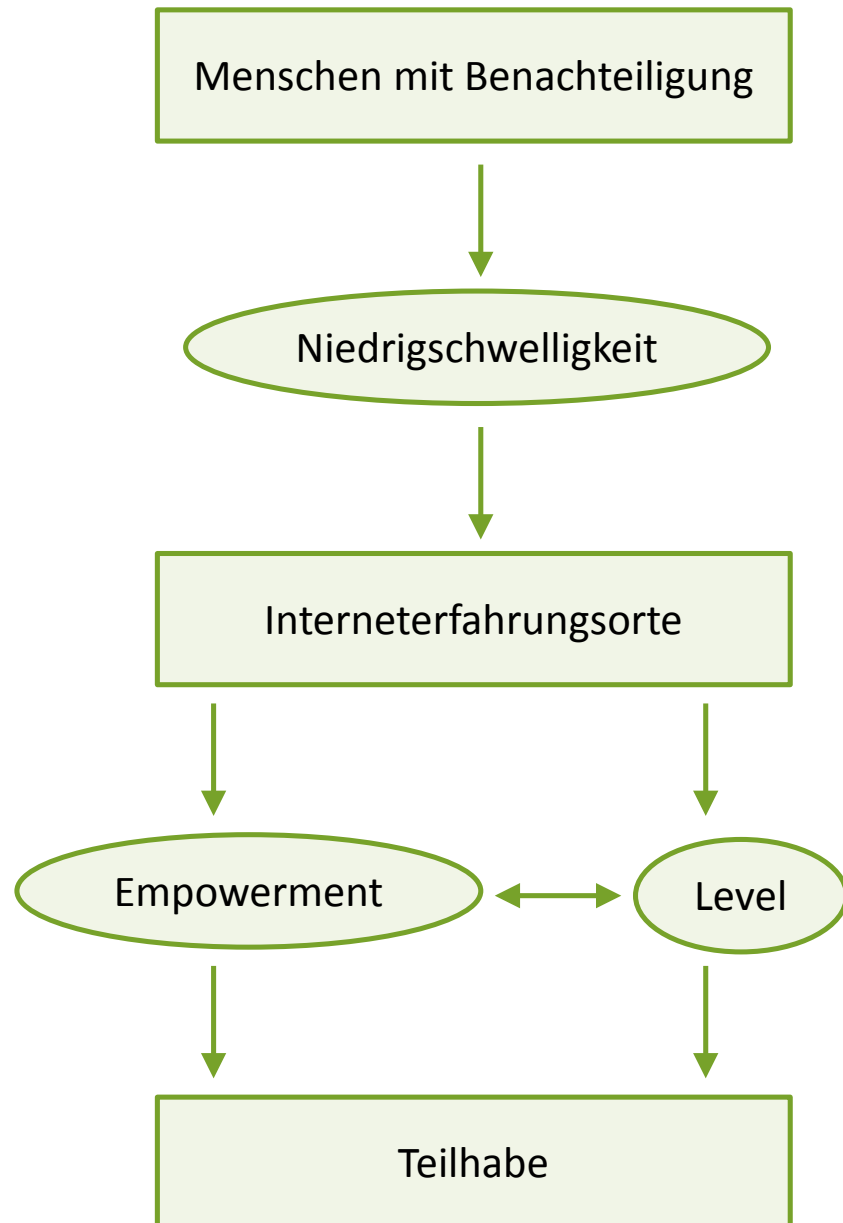 Menschen mit Benachteiligung
Niedrigschwelligkeit
Interneterfahrungsorte
Empowerment
Level
Teilhabe